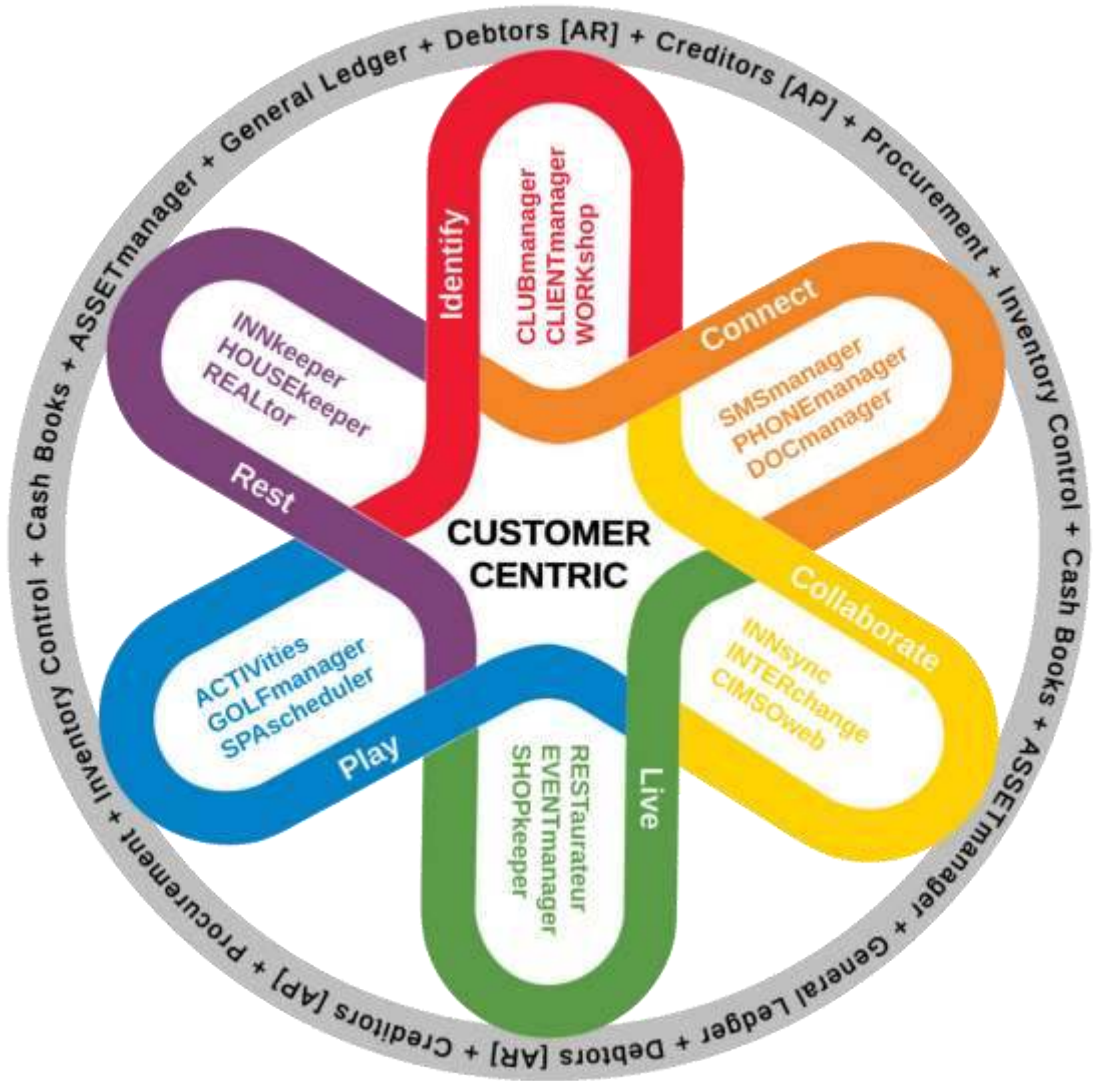 General Ledger + Debtors [AR] + Creditors [AP] + Procurement + Inventory Control + Cash Books + ASSETmanager + General Ledger + Debtors [AR] + Creditors [AP] + Procurement + Inventory Control + Cash Books + ASSETmanager +
Identify
CLUBmanager
CLIENTmanager
WORKshop
Connect
SMSmanager
PHONEmanager
DOCmanager
Collaborate
INNsync
INTERchange
CIMSOweb
Live
RESTaurateur
EVENTmanager
SHOPkeeper
Play
ACTIVities
GOLFmanager
SPAscheduler
Rest
INNkeeper
HOUSEkeeper
REALtor
CUSTOMER
CENTRIC